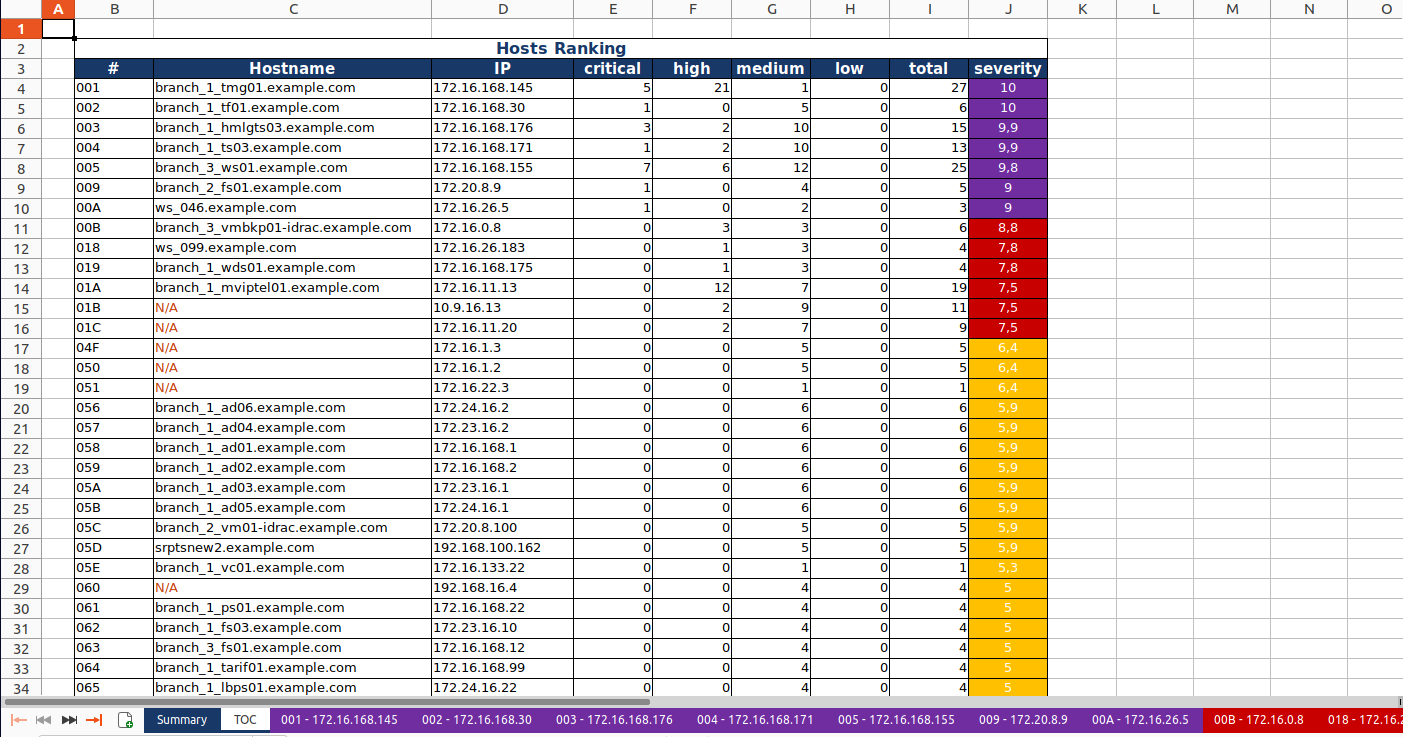 A B C D E F G H I J K L M N O
1
2 Hosts Ranking
3 # Hostname IP critical high medium low total severity
4 001 branch_1_tmg01.example.com 172.16.168.145 5 21 1 0 27 10
5 002 branch_1_tf01.example.com 172.16.168.30 1 0 5 0 6 10
6 003 branch_1_hmlgts03.example.com 172.16.168.176 3 2 10 0 15 9,9
7 004 branch_1_ts03.example.com 172.16.168.171 1 2 10 0 13 9,9
8 005 branch_3_ws01.example.com 172.16.168.155 7 6 12 0 25 9,8
9 009 branch_2_fs01.example.com 172.20.8.9 1 0 4 0 5 9
10 00A ws_046.example.com 172.16.26.5 1 0 2 0 3 9
11 00B branch_3_vmbkp01-idrac.example.com 172.16.0.8 0 3 3 0 6 8,8
12 018 ws_099.example.com 172.16.26.183 0 1 3 0 4 7,8
13 019 branch_1_wds01.example.com 172.16.168.175 0 1 3 0 4 7,8
14 01A branch_1_mviptel01.example.com 172.16.11.13 0 12 7 0 19 7,5
15 01B N/A 10.9.16.13 0 2 9 0 11 7,5
16 01C N/A 172.16.11.20 0 2 7 0 9 7,5
17 04F N/A 172.16.1.3 0 0 5 0 5 6,4
18 050 N/A 172.16.1.2 0 0 5 0 5 6,4
19 051 N/A 172.16.22.3 0 0 1 0 1 6,4
20 056 branch_1_ad06.example.com 172.24.16.2 0 0 6 0 6 5,9
21 057 branch_1_ad04.example.com 172.23.16.2 0 0 6 0 6 5,9
22 058 branch_1_ad01.example.com 172.16.168.1 0 0 6 0 6 5,9
23 059 branch_1_ad02.example.com 172.16.168.2 0 0 6 0 6 5,9
24 05A branch_1_ad03.example.com 172.23.16.1 0 0 6 0 6 5,9
25 05B branch_1_ad05.example.com 172.24.16.1 0 0 6 0 6 5,9
26 05C branch_2_vm01-idrac.example.com 172.20.8.100 0 0 5 0 5 5,9
27 05D srptsnew2.example.com 192.168.100.162 0 0 5 0 5 5,9
28 05E branch_1_vc01.example.com 172.16.133.22 0 0 1 0 1 5,3
29 060 N/A 192.168.16.4 0 0 4 0 4 5
30 061 branch_1_ps01.example.com 172.16.168.22 0 0 4 0 4 5
31 062 branch_1_fs03.example.com 172.23.16.10 0 0 4 0 4 5
32 063 branch_3_fs01.example.com 172.16.168.12 0 0 4 0 4 5
33 064 branch_1_tarif01.example.com 172.16.168.99 0 0 4 0 4 5
34 065 branch_1_lbps01.example.com 172.24.16.22 0 0 4 0 4 5
Summary TOC 001 - 172.16.168.145 002 - 172.16.168.30 003 - 172.16.168.176 004 - 172.16.168.171 005 - 172.16.168.155 009 - 172.20.8.9 00A - 172.16.26.5 00B - 172.16.0.8 018 - 172.16.2